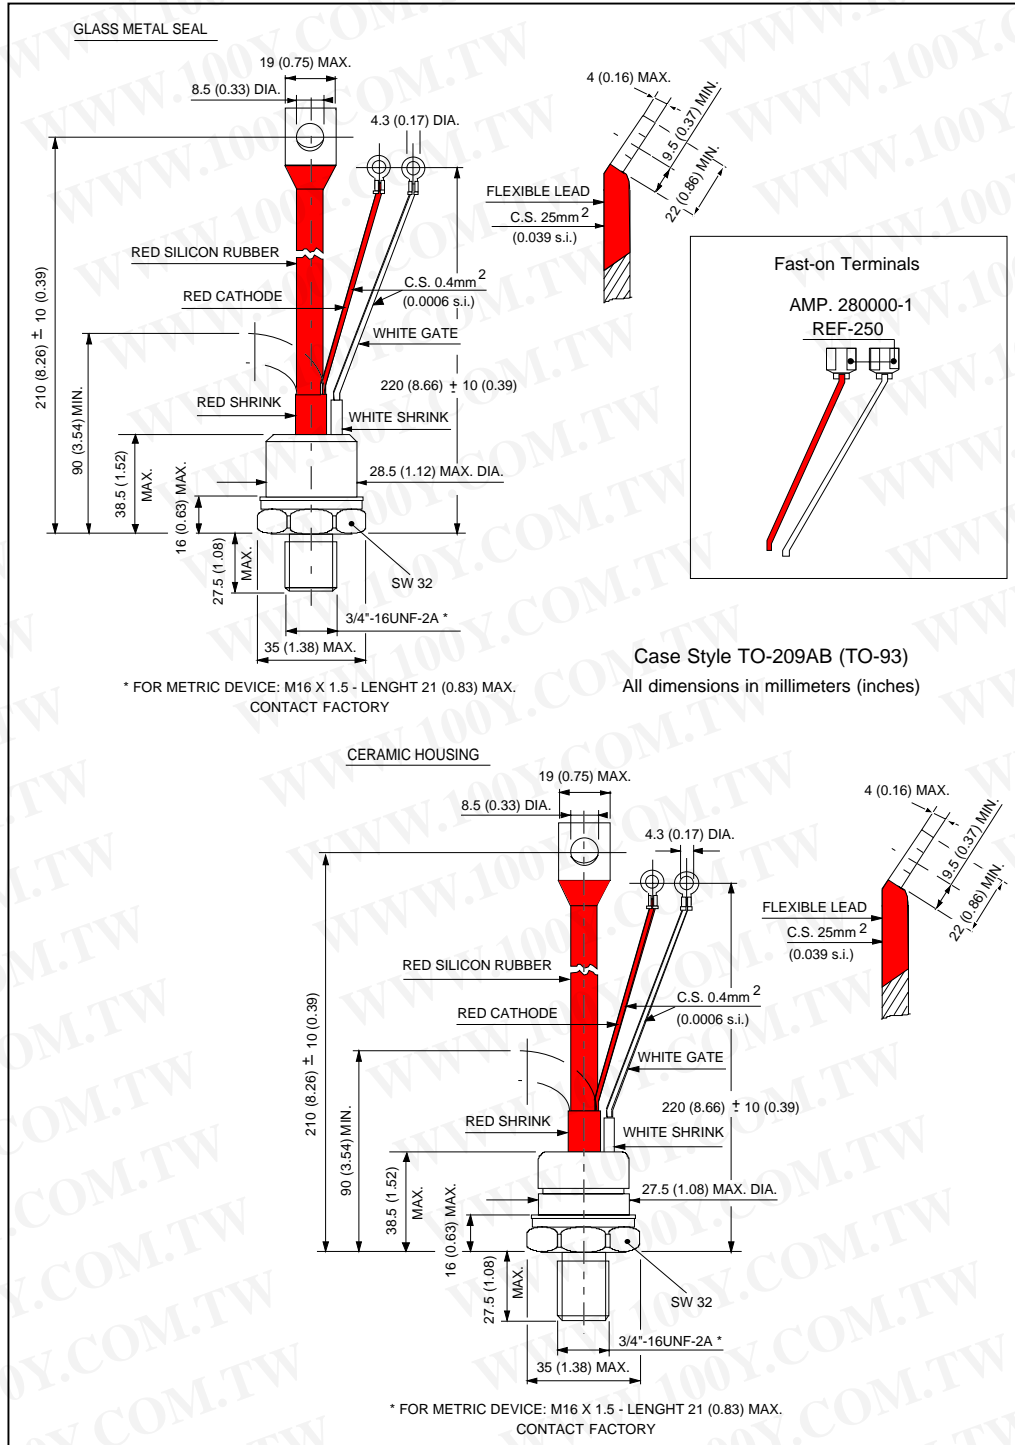 GLASS METAL SEAL
19 (0.75) MAX.
8.5 (0.33) DIA.
4.3 (0.17) DIA.
4 (0.16) MAX.
9.5 (0.37) MIN.
22 (0.86) MIN.
FLEXIBLE LEAD
C.S. 25mm²
(0.039 s.i.)
RED SILICON RUBBER
C.S. 0.4mm²
(0.0006 s.i.)
RED CATHODE
WHITE GATE
220 (8.66) ± 10 (0.39)
RED SHRINK
WHITE SHRINK
210 (8.26) ± 10 (0.39)
90 (3.54) MIN.
38.5 (1.52)
MAX.
16 (0.63) MAX.
28.5 (1.12) MAX. DIA.
27.5 (1.08)
MAX.
SW 32
3/4"-16UNF-2A *
35 (1.38) MAX.
* FOR METRIC DEVICE: M16 X 1.5 - LENGHT 21 (0.83) MAX.
CONTACT FACTORY
Fast-on Terminals
AMP. 280000-1
REF-250
Case Style TO-209AB (TO-93)
All dimensions in millimeters (inches)
CERAMIC HOUSING
19 (0.75) MAX.
8.5 (0.33) DIA.
4.3 (0.17) DIA.
4 (0.16) MAX.
9.5 (0.37) MIN.
22 (0.86) MIN.
FLEXIBLE LEAD
C.S. 25mm²
(0.039 s.i.)
RED SILICON RUBBER
C.S. 0.4mm²
(0.0006 s.i.)
RED CATHODE
WHITE GATE
220 (8.66) ± 10 (0.39)
RED SHRINK
WHITE SHRINK
210 (8.26) ± 10 (0.39)
90 (3.54) MIN.
38.5 (1.52)
MAX.
16 (0.63) MAX.
27.5 (1.08) MAX. DIA.
27.5 (1.08)
MAX.
SW 32
3/4"-16UNF-2A *
35 (1.38) MAX.
* FOR METRIC DEVICE: M16 X 1.5 - LENGHT 21 (0.83) MAX.
CONTACT FACTORY
WWW.100Y.COM.TW